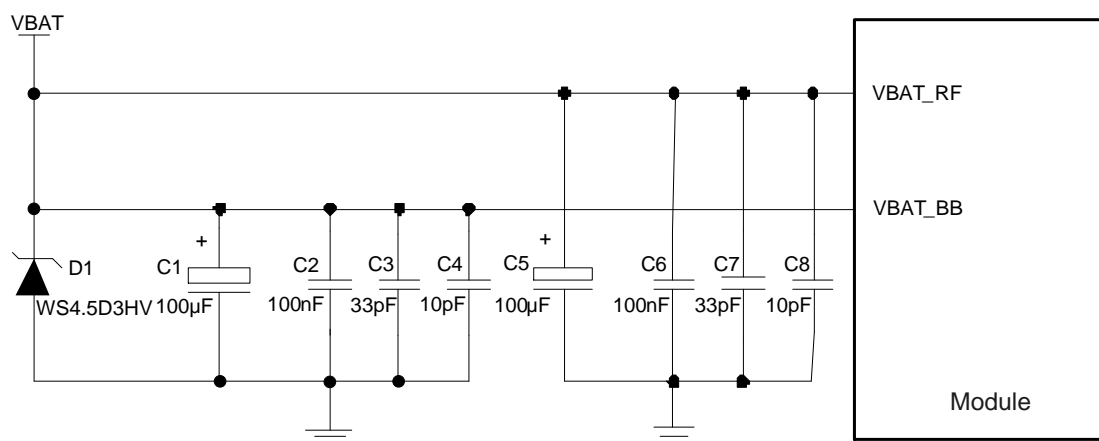 VBAT
VBAT_RF
VBAT_BB
+
+
D1
C1
C2
C3
C4
C5
C6
C7
C8
WS4.5D3HV
100µF
100nF
33pF
10pF
100µF
100nF
33pF
10pF
Module